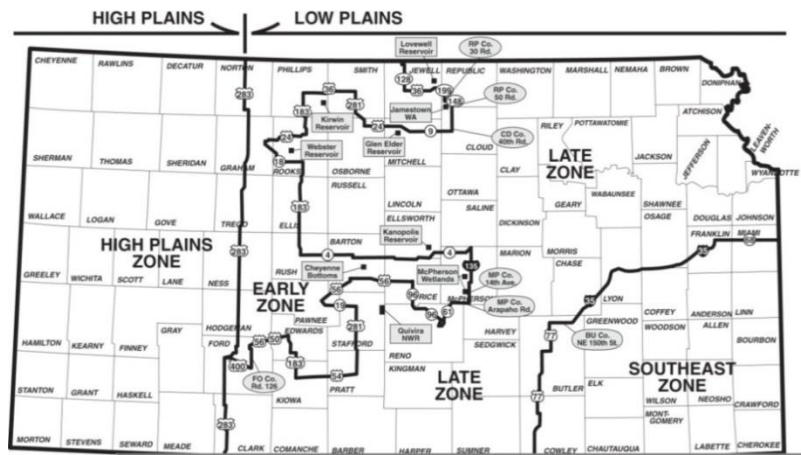 HIGH PLAINS LOW PLAINS
Lovewell
Reservoir
RP Co.
30 Rd.
CHEYENNE RAWLINS DECATUR NORTON PHILLIPS SMITH JEWELL REPUBLIC WASHINGTON MARSHALL NEMAHA BROWN
DONIPHAN
128
36 36 199
283
RP Co.
50 Rd.
148
281
183
Jamestown
WA
Kirwin
Reservoir
ATCHISON
24 24 9
CD Co.
40th Rd.
RILEY POTTAWATOMIE
LEAVEN-
WORTH
Webster
Reservoir
Glen Elder
Reservoir
CLOUD
JEFFERSON
JACKSON
MITCHELL
LATE
ZONE
18
SHERMAN THOMAS SHERIDAN GRAHAM ROOKS OSBORNE CLAY WYANDOTTE
RUSSELL
OTTAWA
WABAUNSEE
LINCOLN
GEARY SHAWNEE
183
ELLSWORTH SALINE OSAGE
WALLACE LOGAN GOVE TREGO ELLIS DICKINSON DOUGLAS JOHNSON
Kanopolis
Reservoir
FRANKLIN MIAMI
BARTON
35 68
HIGH PLAINS
ZONE
283
4 4
MARION MORRIS
CHASE
Cheyenne
Bottoms
McPherson
Wetlands
135
MP Co.
14th Ave.
GREELEY WICHITA SCOTT LANE NESS RUSH
EARLY
ZONE
56 56
96 RICE McPHERSON
35 LYON
MP Co.
Arapaho Rd.
19
96 61
COFFEY ANDERSON LINN
PAWNEE
GREENWOOD WOODSON ALLEN
HODGEMAN
281
Quivira
NWR
HARVEY
77
BU Co.
NE 150th St.
GRAY FORD EDWARDS STAFFORD SEDGWICK BOURBON
HAMILTON KEARNY FINNEY
56 50
RENO
400
183
KINGMAN
SOUTHEAST
ZONE
FO Co.
Rd. 126
54
LATE
ZONE
BUTLER ELK
STANTON GRANT HASKELL PRATT
77
WILSON NEOSHO
CRAWFORD
KIOWA
MONT-
GOMERY
283
MORTON STEVENS SEWARD MEADE CLARK COMANCHE BARBER HARPER SUMNER COWLEY CHAUTAUQUA LABETTE CHEROKEE